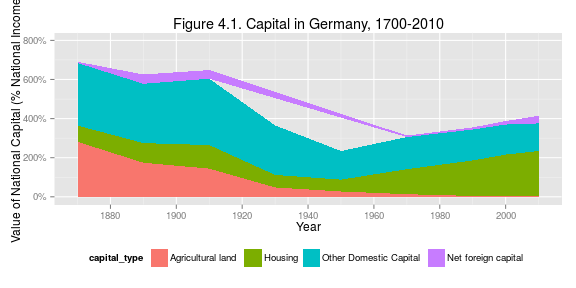 Figure 4.1. Capital in Germany, 1700-2010
Value of National Capital (% National Income
800%
600%
400%
200%
0%
1880 1900 1920 1940 1960 1980 2000
Year
capital_type Agricultural land Housing Other Domestic Capital Net foreign capital